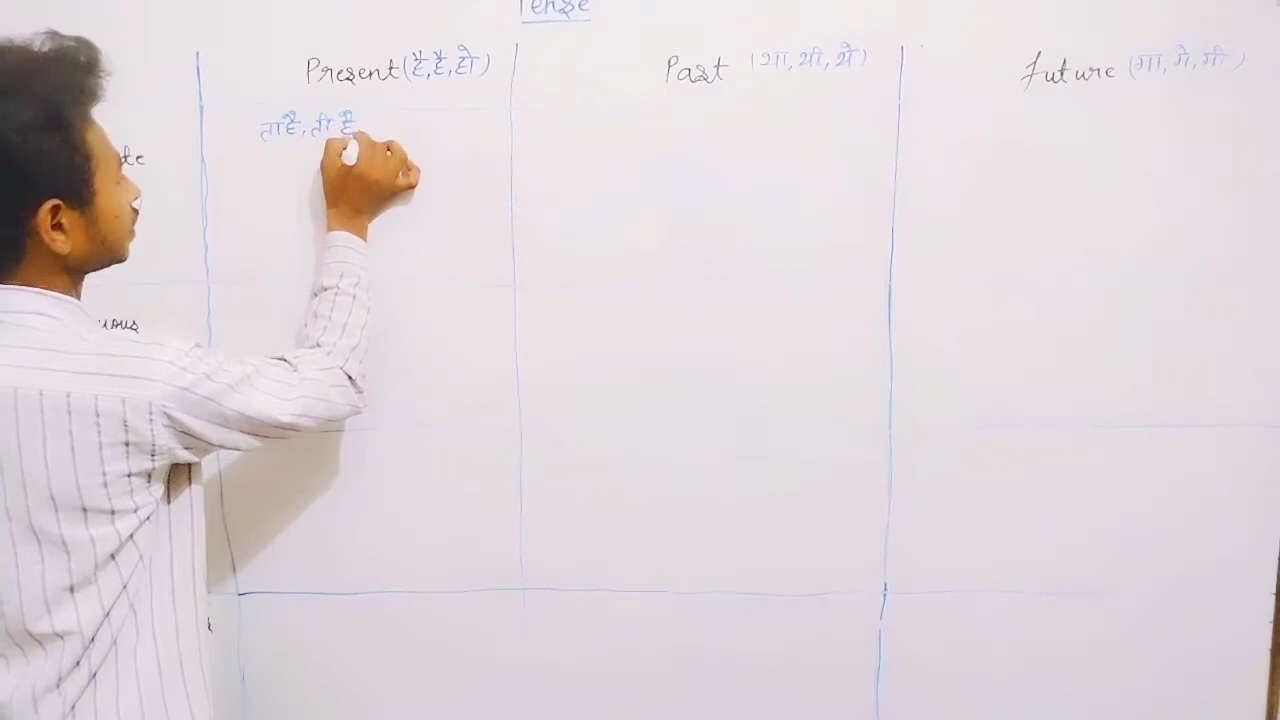 Tense
Present (है, है, हो) Past (था, थी, थे) Future (गा, गे, गी)
ता है, ती है